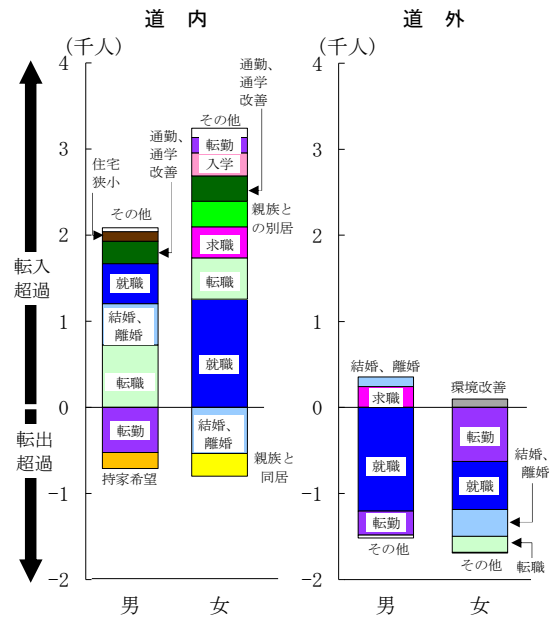 道 内
道 外
(千人)
(千人)
4
3
2
1
0
−1
−2
転入
超過
転出
超過
住宅
狭小
通勤、
通学
改善
その他
就職
結婚、
離婚
転職
転勤
持家希望
男
通勤、
通学
改善
その他
転勤
入学
親族と
の別居
求職
転職
就職
結婚、
離婚
親族と
同居
女
4
3
2
1
0
−1
−2
結婚、離婚
求職
就職
転勤
その他
男
環境改善
転勤
就職
結婚、
離婚
転職
その他
女